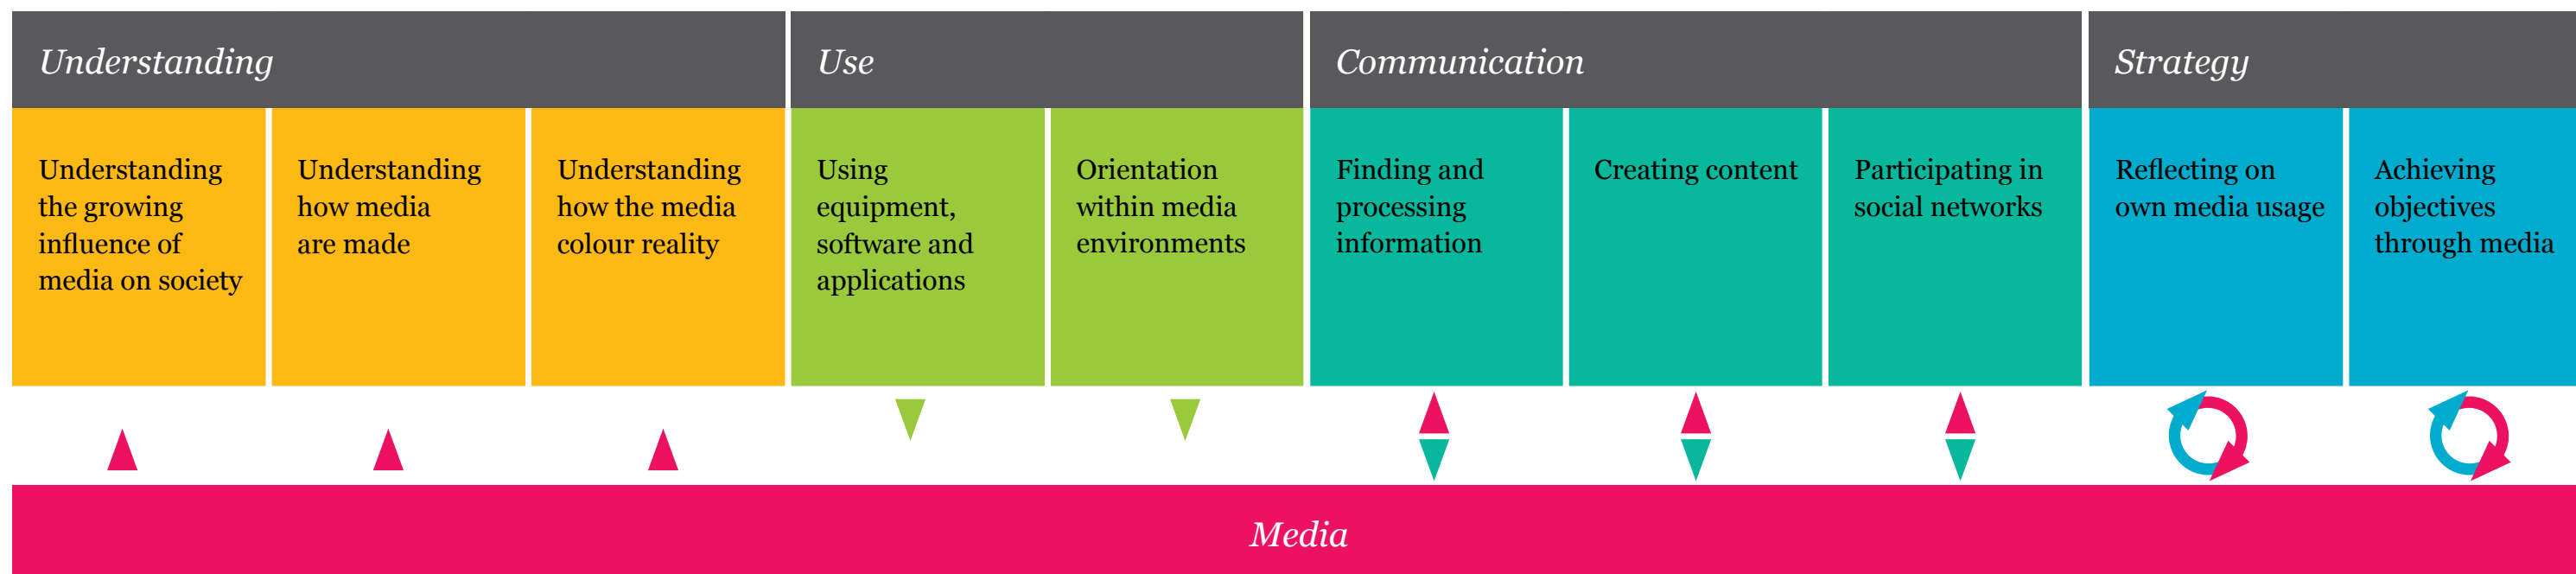 Understanding
Use
Communication
Strategy
Understanding
the growing
influence of
media on society
Understanding
how media
are made
Understanding
how the media
colour reality
Using
equipment,
software and
applications
Orientation
within media
environments
Finding and
processing
information
Creating content
Participating in
social networks
Reflecting on
own media usage
Achieving
objectives
through media
Media